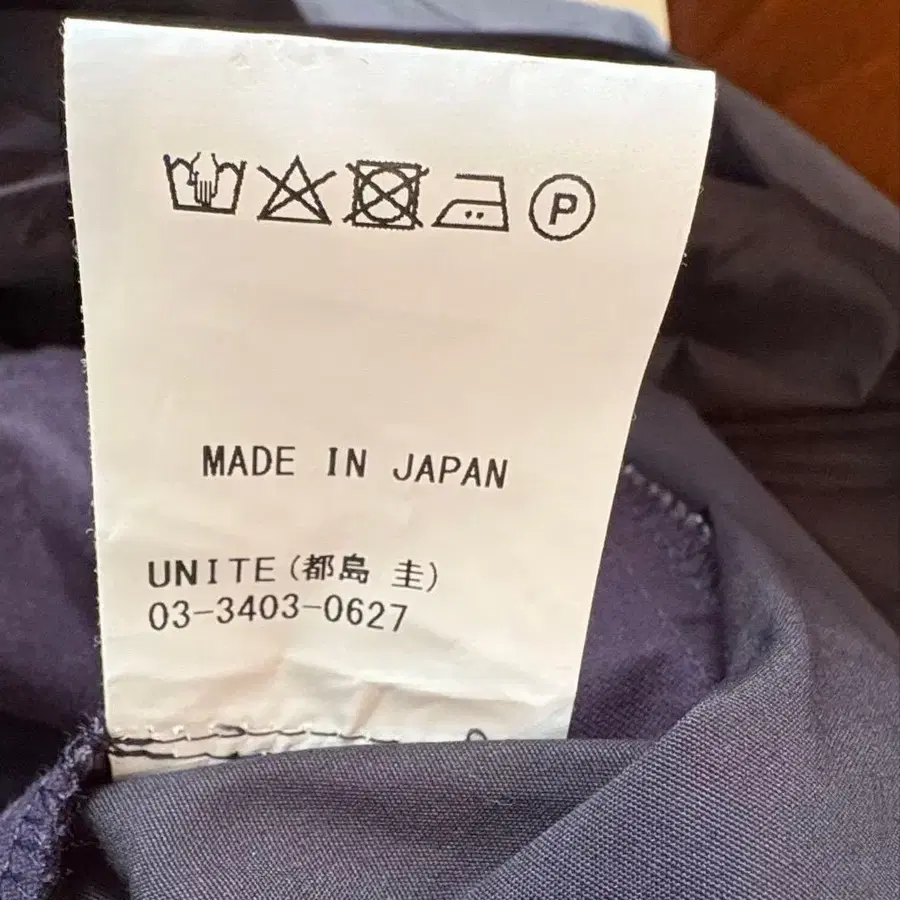 P
MADE IN JAPAN
UNITE(都島 圭)
03-3403-0627